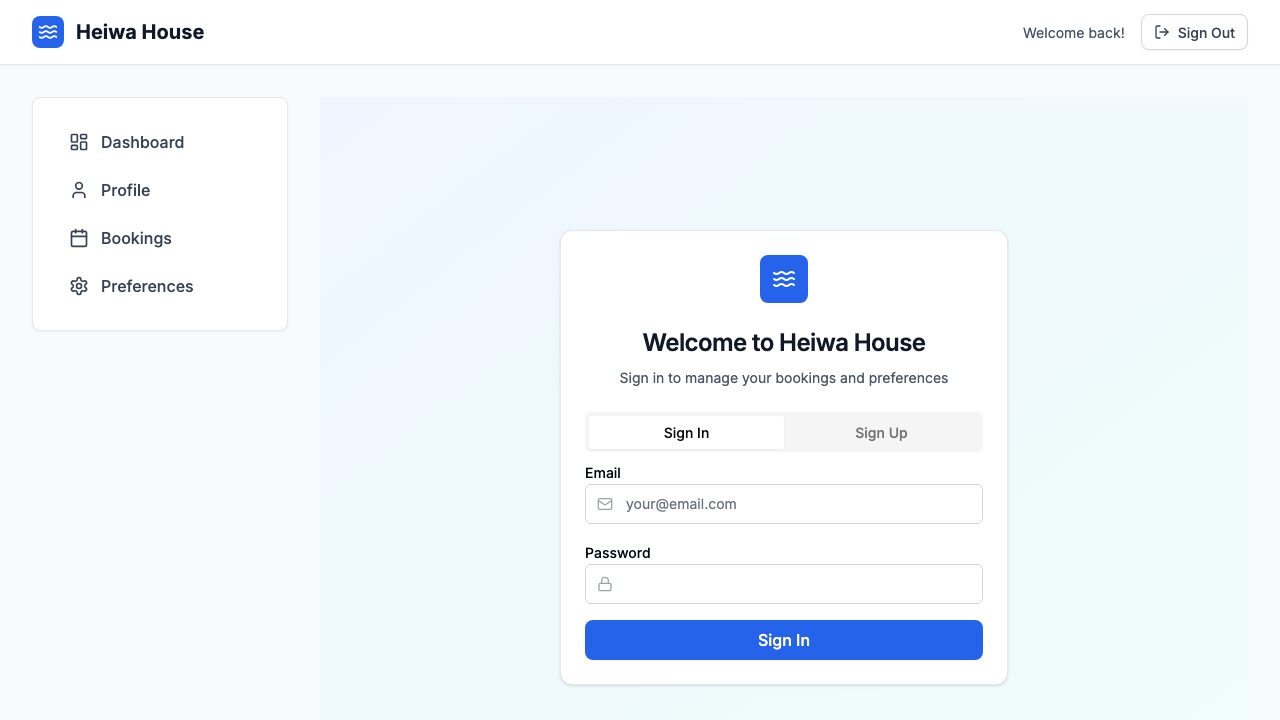 Heiwa House
Welcome back!
Sign Out
Dashboard
Profile
Bookings
Preferences
Welcome to Heiwa House
Sign in to manage your bookings and preferences
Sign In
Sign Up
Email
your@email.com
Password
Sign In